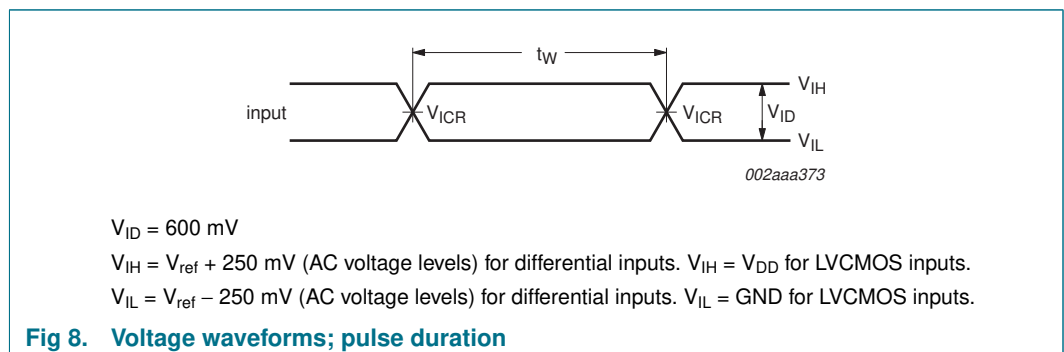 tW
VIH
input
VICR
VICR
VID
VIL
002aaa373
VID = 600 mV
VIH = Vref + 250 mV (AC voltage levels) for differential inputs. VIH = VDD for LVCMOS inputs.
VIL = Vref − 250 mV (AC voltage levels) for differential inputs. VIL = GND for LVCMOS inputs.
Fig 8. Voltage waveforms; pulse duration